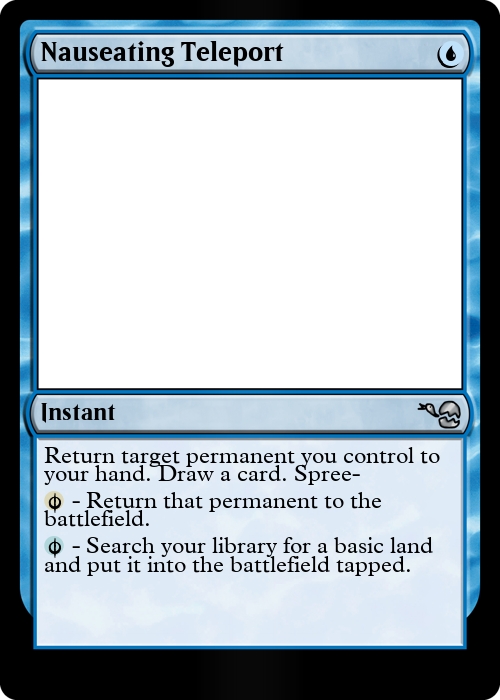 Nauseating Teleport
Instant
Return target permanent you control to
your hand. Draw a card. Spree-
- Return that permanent to the
battlefield.
- Search your library for a basic land
and put it into the battlefield tapped.